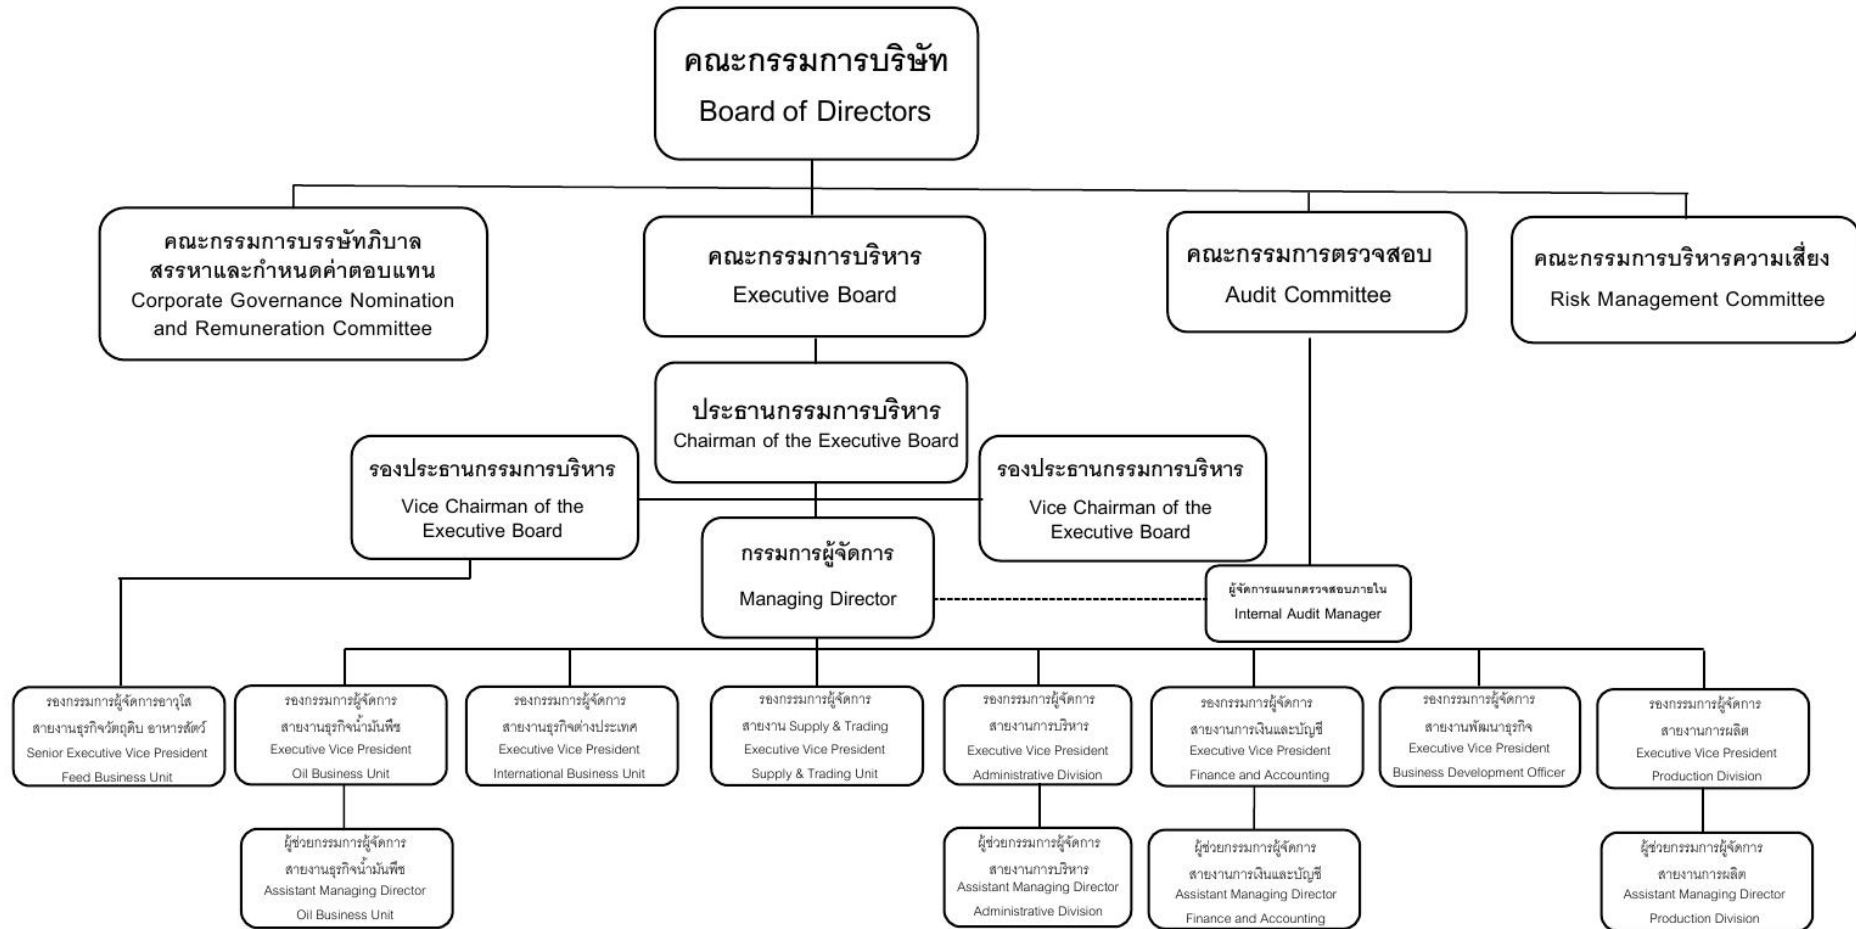 คณะกรรมการบริษัท
Board of Directors
คณะกรรมการบรรษัทภิบาล
สรรหาและกำหนดค่าตอบแทน
Corporate Governance Nomination
and Remuneration Committee
คณะกรรมการบริหาร
Executive Board
คณะกรรมการตรวจสอบ
Audit Committee
คณะกรรมการบริหารความเสี่ยง
Risk Management Committee
ประธานกรรมการบริหาร
Chairman of the Executive Board
รองประธานกรรมการบริหาร
Vice Chairman of the
Executive Board
รองประธานกรรมการบริหาร
Vice Chairman of the
Executive Board
กรรมการผู้จัดการ
Managing Director
ผู้จัดการแผนกตรวจสอบภายใน
Internal Audit Manager
รองกรรมการผู้จัดการอาวุโส
สายงานธุรกิจวัตถุดิบ อาหารสัตว์
Senior Executive Vice President
Feed Business Unit
รองกรรมการผู้จัดการ
สายงานธุรกิจน้ำมันพืช
Executive Vice President
Oil Business Unit
รองกรรมการผู้จัดการ
สายงานธุรกิจต่างประเทศ
Executive Vice President
International Business Unit
รองกรรมการผู้จัดการ
สายงาน Supply & Trading
Executive Vice President
Supply & Trading Unit
รองกรรมการผู้จัดการ
สายงานการบริหาร
Executive Vice President
Administrative Division
รองกรรมการผู้จัดการ
สายงานการเงินและบัญชี
Executive Vice President
Finance and Accounting
รองกรรมการผู้จัดการ
สายงานพัฒนาธุรกิจ
Executive Vice President
Business Development Officer
รองกรรมการผู้จัดการ
สายงานการผลิต
Executive Vice President
Production Division
ผู้ช่วยกรรมการผู้จัดการ
สายงานธุรกิจน้ำมันพืช
Assistant Managing Director
Oil Business Unit
ผู้ช่วยกรรมการผู้จัดการ
สายงานการบริหาร
Assistant Managing Director
Administrative Division
ผู้ช่วยกรรมการผู้จัดการ
สายงานการเงินและบัญชี
Assistant Managing Director
Finance and Accounting
ผู้ช่วยกรรมการผู้จัดการ
สายงานการผลิต
Assistant Managing Director
Production Division